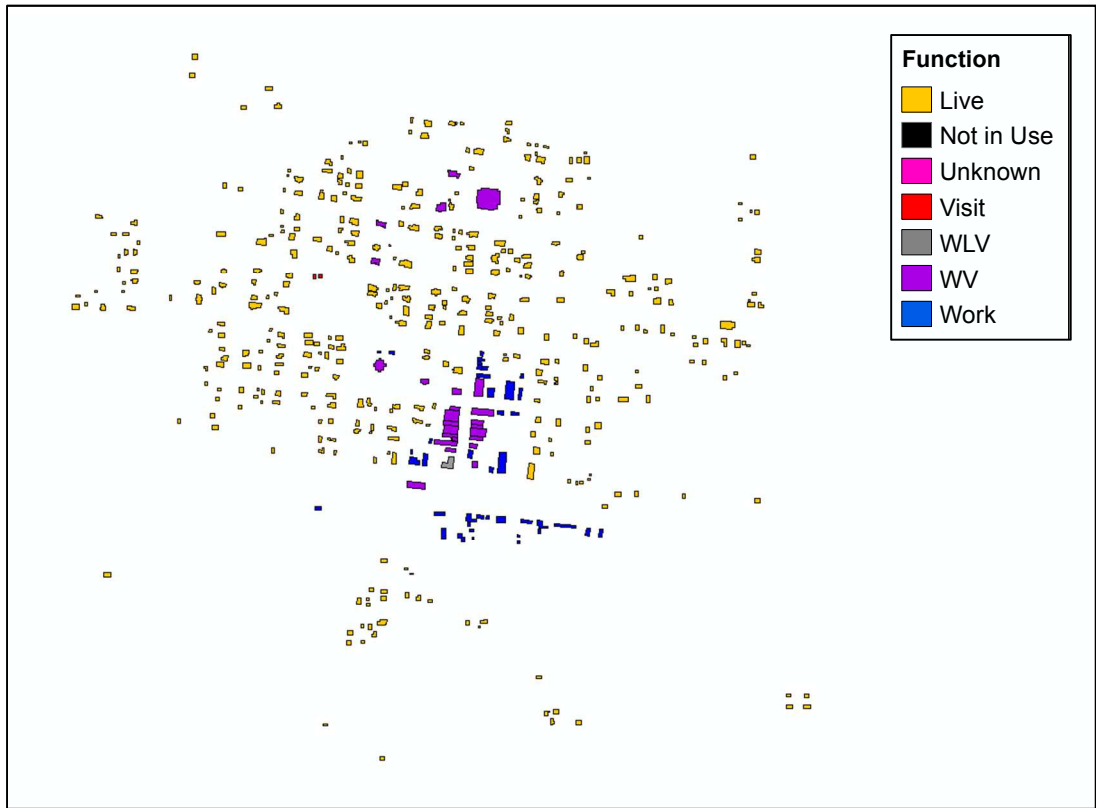 Function
Live
Not in Use
Unknown
Visit
WLV
WV
Work